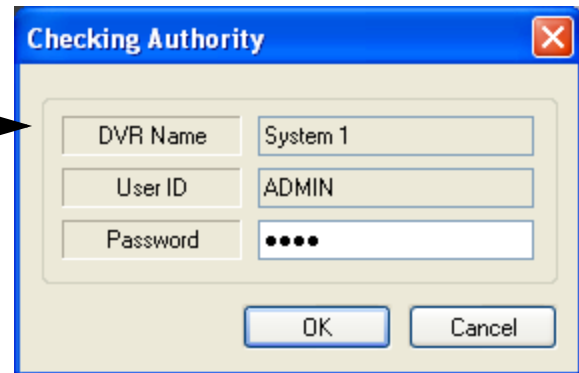 Checking Authority
DVR Name System 1
User ID ADMIN
Password ●●●●
OK Cancel